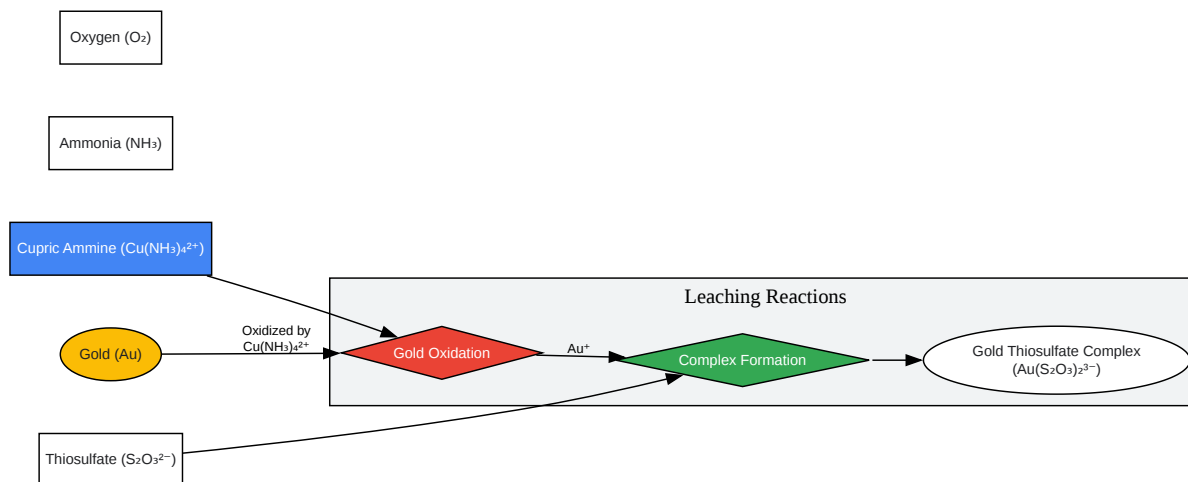 Oxygen (O₂)
Ammonia (NH₃)
Cupric Ammine (Cu(NH₃)₄²⁺)
Leaching Reactions
Oxidized by
Cu(NH₃)₄²⁺
Gold (Au)
Gold Oxidation
Au⁺
Complex Formation
Gold Thiosulfate Complex
(Au(S₂O₃)₂³⁻)
Thiosulfate (S₂O₃²⁻)